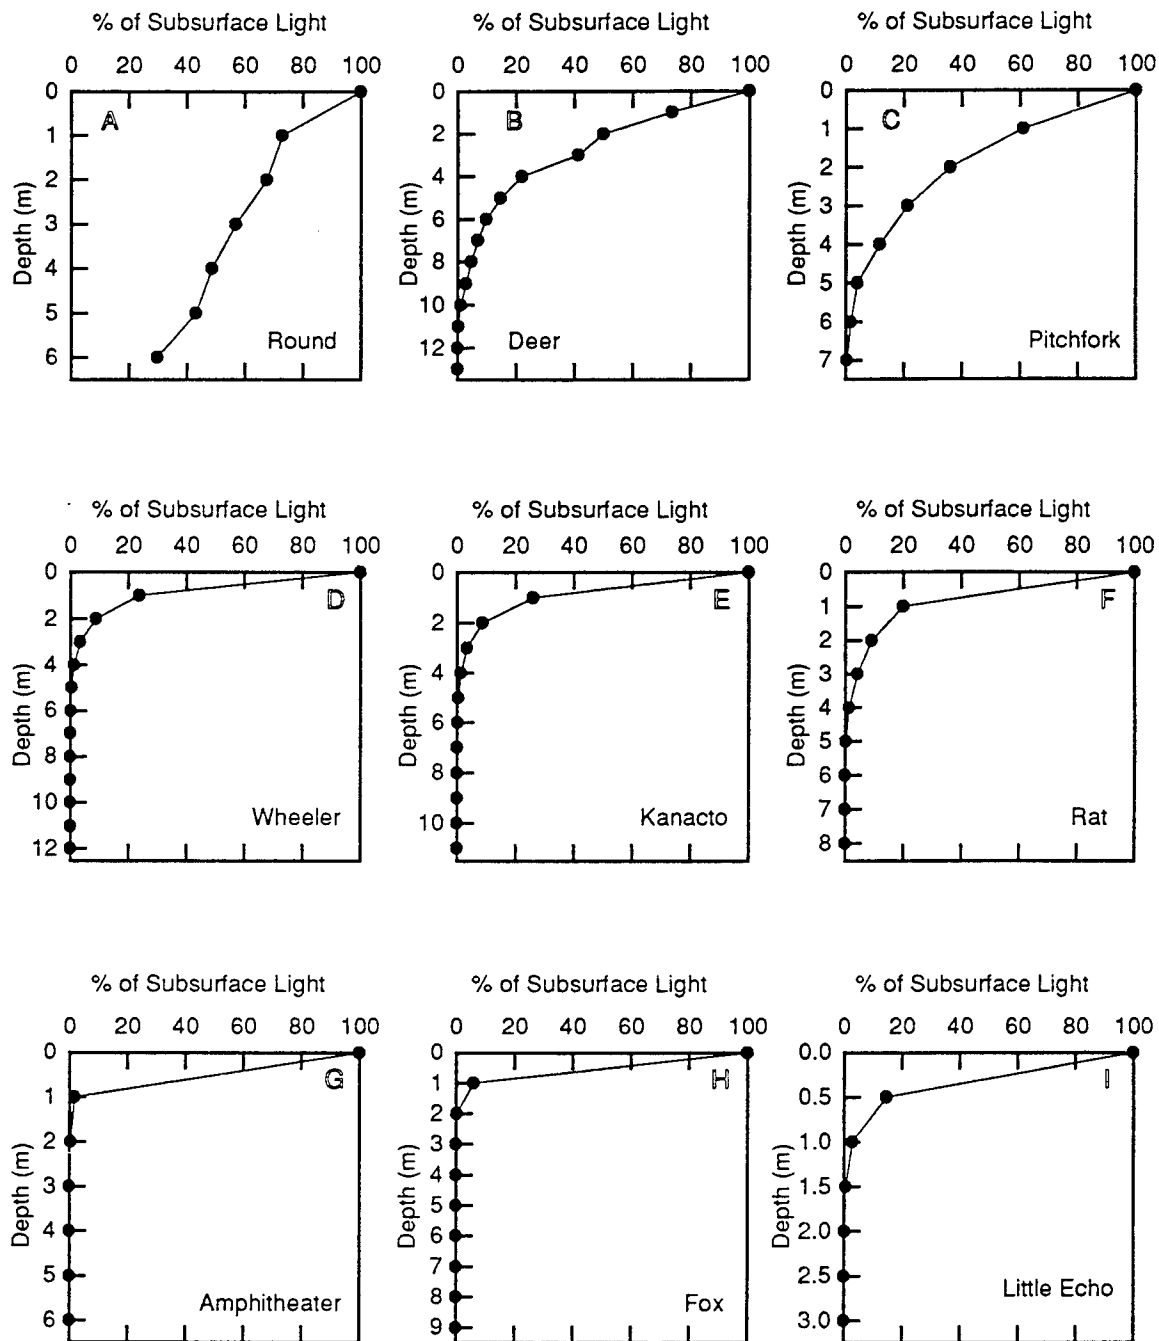 % of Subsurface Light % of Subsurface Light % of Subsurface Light
0 20 40 60 80 100 0 20 40 60 80 100 0 20 40 60 80 100
Depth (m) 0 1 2 3 4 5 6 A Round
Depth (m) 0 2 4 6 8 10 12 B Deer
Depth (m) 0 1 2 3 4 5 6 7 C Pitchfork
% of Subsurface Light % of Subsurface Light % of Subsurface Light
0 20 40 60 80 100 0 20 40 60 80 100 0 20 40 60 80 100
Depth (m) 0 2 4 6 8 10 12 D Wheeler
Depth (m) 0 2 4 6 8 10 E Kanacto
Depth (m) 0 1 2 3 4 5 6 7 8 F Rat
% of Subsurface Light % of Subsurface Light % of Subsurface Light
0 20 40 60 80 100 0 20 40 60 80 100 0 20 40 60 80 100
Depth (m) 0 1 2 3 4 5 6 G Amphitheater
Depth (m) 0 1 2 3 4 5 6 7 8 9 H Fox
Depth (m) 0.0 0.5 1.0 1.5 2.0 2.5 3.0 I Little Echo